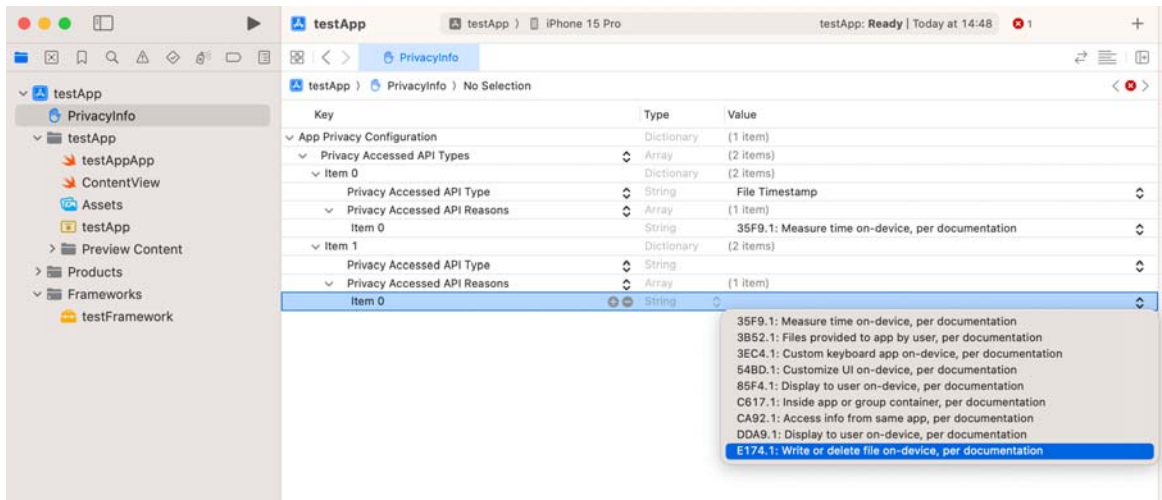 testApp
testApp 〉 iPhone 15 Pro
testApp: Ready | Today at 14:48
1
PrivacyInfo
testApp 〉 PrivacyInfo 〉 No Selection
testApp
PrivacyInfo
testApp
testAppApp
ContentView
Assets
testApp
Preview Content
Products
Frameworks
testFramework
Key Type Value
App Privacy Configuration Dictionary (1 item)
Privacy Accessed API Types Array (2 items)
Item 0 Dictionary (2 items)
Privacy Accessed API Type String File Timestamp
Privacy Accessed API Reasons Array (1 item)
Item 0 String 35F9.1: Measure time on-device, per documentation
Item 1 Dictionary (2 items)
Privacy Accessed API Type String
Privacy Accessed API Reasons Array (1 item)
Item 0 String
35F9.1: Measure time on-device, per documentation
3B52.1: Files provided to app by user, per documentation
3EC4.1: Custom keyboard app on-device, per documentation
54BD.1: Customize UI on-device, per documentation
85F4.1: Display to user on-device, per documentation
C617.1: Inside app or group container, per documentation
CA92.1: Access info from same app, per documentation
DDA9.1: Display to user on-device, per documentation
E174.1: Write or delete file on-device, per documentation